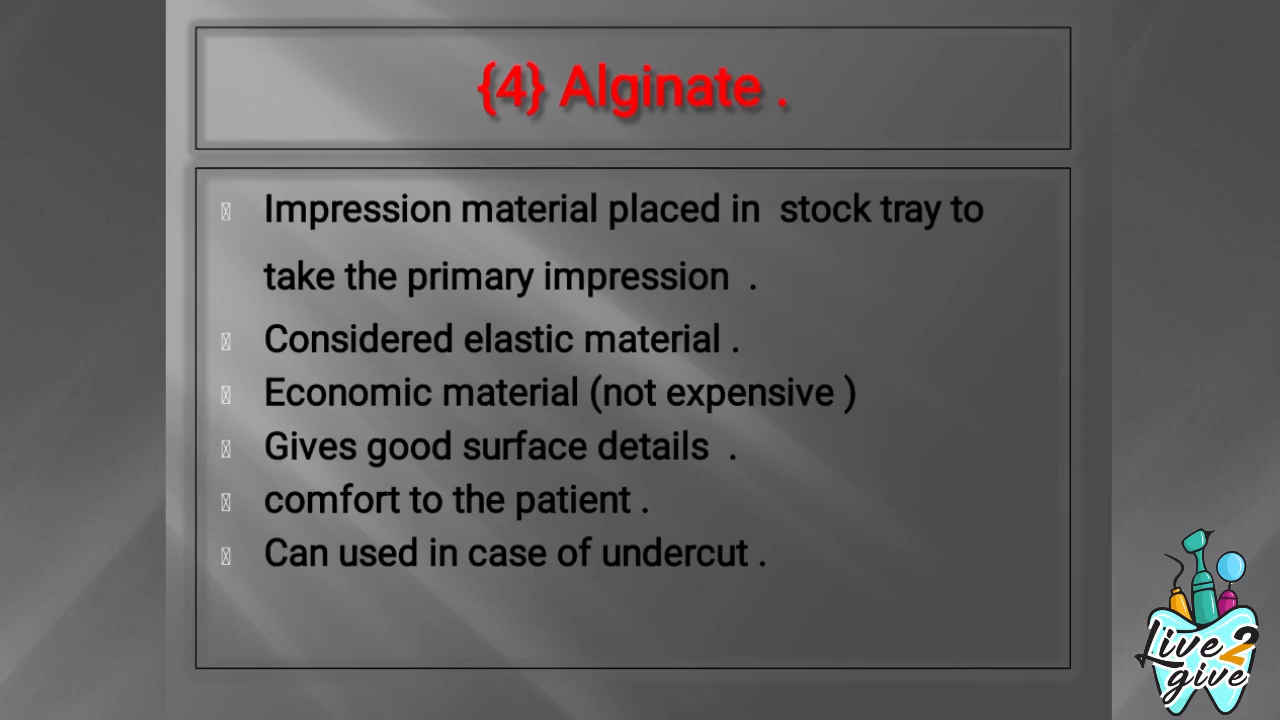 {4} Alginate .
Impression material placed in stock tray to
take the primary impression .
Considered elastic material .
Economic material (not expensive )
Gives good surface details .
comfort to the patient .
Can used in case of undercut .
Live 2
give